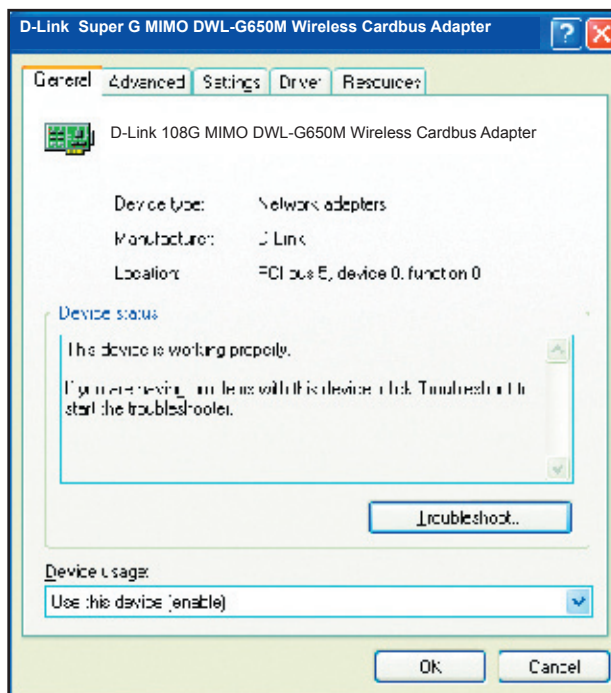 D-Link Super G MIMO DWL-G650M Wireless Cardbus Adapter
General Advanced Settings Driver Resources
D-Link 108G MIMO DWL-G650M Wireless Cardbus Adapter
Device type: Network adapters
Manufacturer: D-Link
Location: PCI bus 5, device 0, function 0
Device status
This device is working properly.
If you are having problems with this device, click Troubleshoot to
start the troubleshooter.
Troubleshoot...
Device usage:
Use this device (enable)
OK Cancel